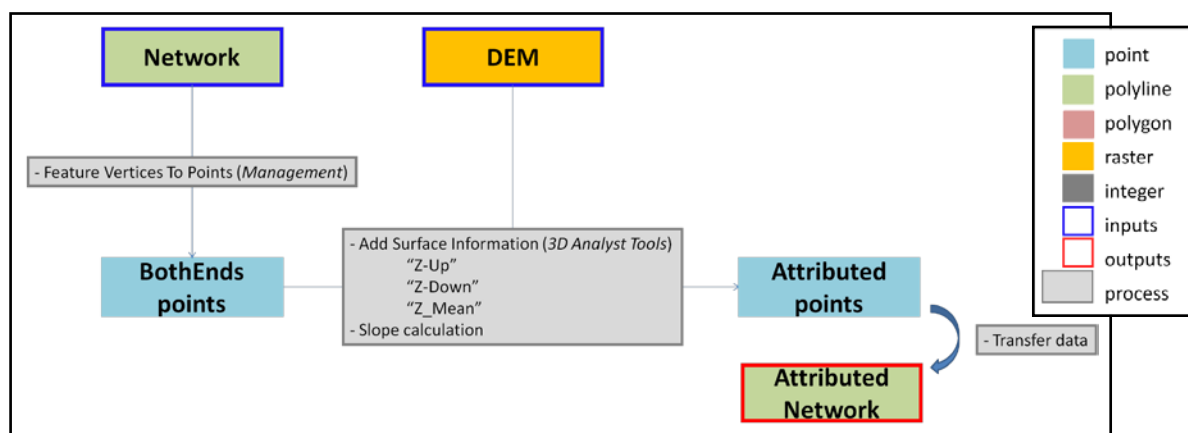 Network
DEM
- Feature Vertices To Points (Management)
- Add Surface Information (3D Analyst Tools)
"Z-Up"
"Z-Down"
"Z_Mean"
- Slope calculation
BothEnds
points
Attributed
points
- Transfer data
Attributed
Network
point
polyline
polygon
raster
integer
inputs
outputs
process